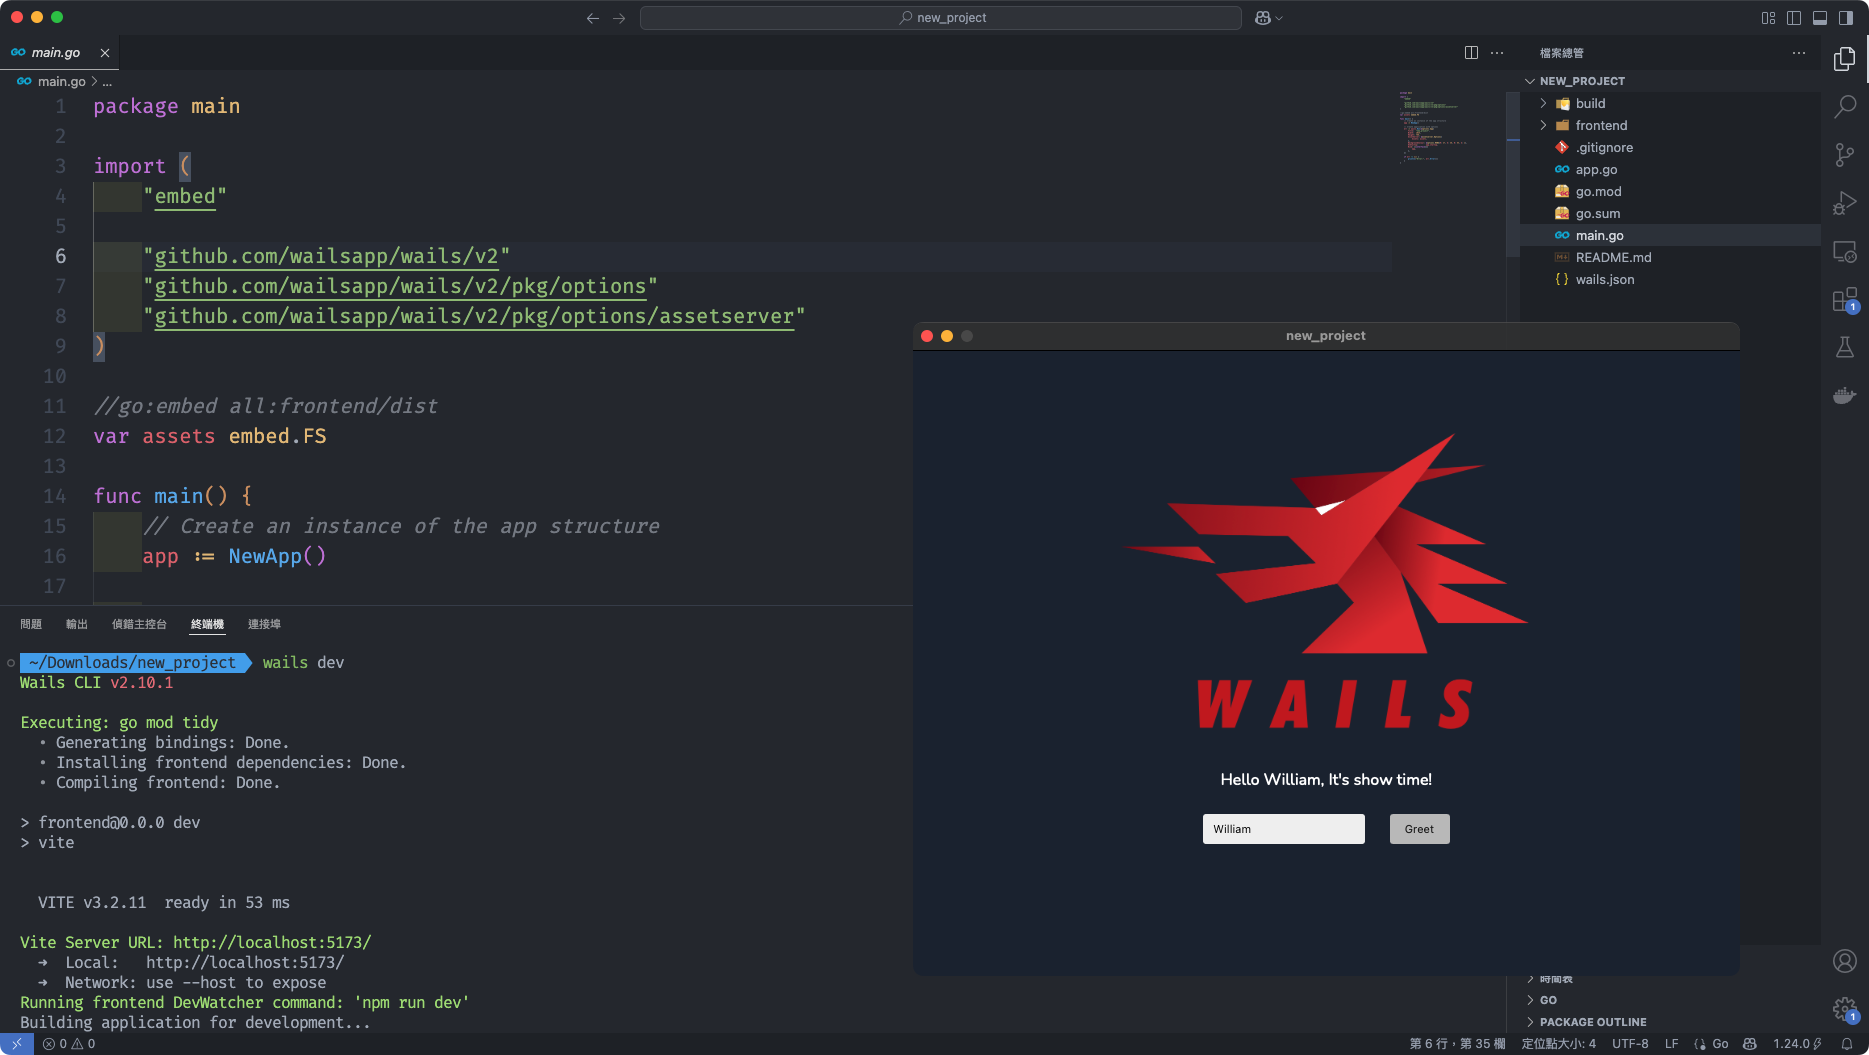 new_project
main.go
main.go > ...
1 package main
2
3 import (
4 "embed"
5
6 "github.com/wailsapp/wails/v2"
7 "github.com/wailsapp/wails/v2/pkg/options"
8 "github.com/wailsapp/wails/v2/pkg/options/assetserver"
9 )
10
11 //go:embed all:frontend/dist
12 var assets embed.FS
13
14 func main() {
15 // Create an instance of the app structure
16 app := NewApp()
17
問題 輸出 偵錯主控台 終端機 連接埠
~/Downloads/new_project wails dev
Wails CLI v2.10.1
Executing: go mod tidy
• Generating bindings: Done.
• Installing frontend dependencies: Done.
• Compiling frontend: Done.
> frontend@0.0.0 dev
> vite
VITE v3.2.11 ready in 53 ms
Vite Server URL: http://localhost:5173/
➜ Local: http://localhost:5173/
➜ Network: use --host to expose
Running frontend DevWatcher command: 'npm run dev'
Building application for development...
檔案總管
NEW_PROJECT
build
frontend
.gitignore
app.go
go.mod
go.sum
main.go
README.md
wails.json
1
new_project
WAILS
Hello William, It's show time!
William
Greet
時間表
GO
PACKAGE OUTLINE
1
0 0
第 6 行，第 35 欄 定位點大小: 4 UTF-8 LF Go 1.24.0